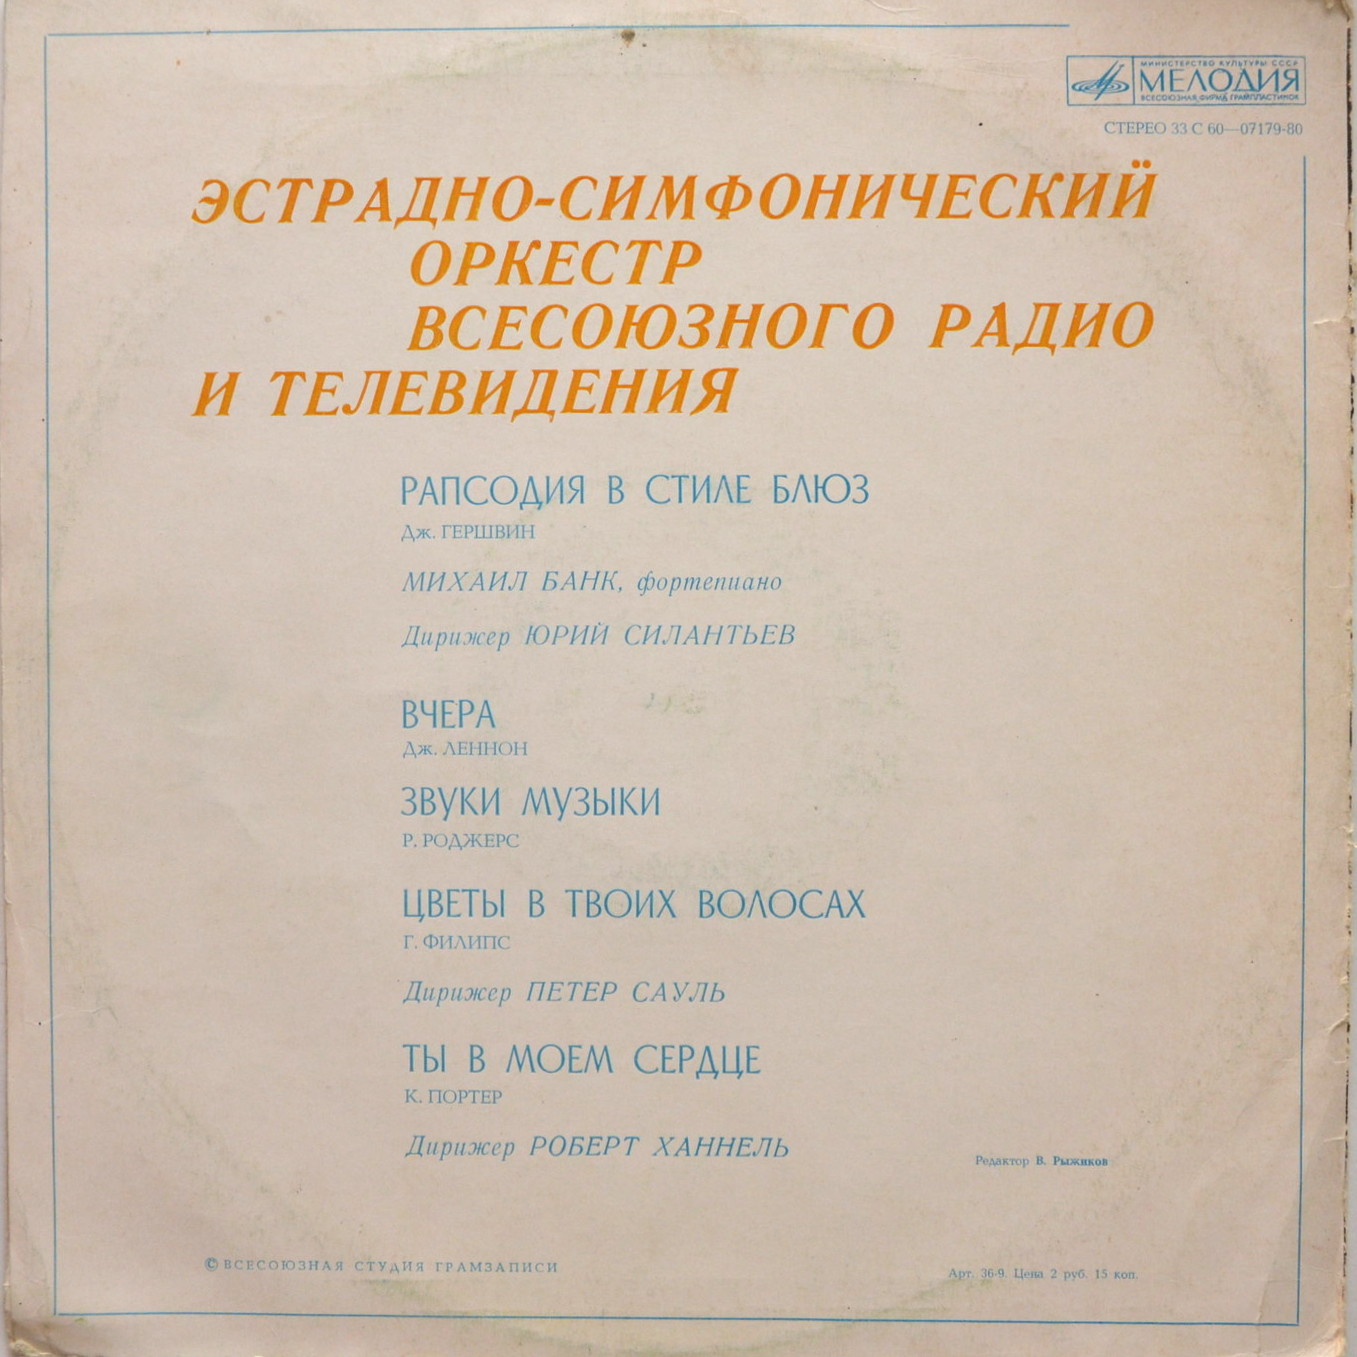 МИНИСТЕРСТВО КУЛЬТУРЫ СССР
МЕЛОДИЯ
ВСЕСОЮЗНАЯ ФИРМА ГРАМПЛАСТИНОК
СТЕРЕО 33 С 60—07179-80
ЭСТРАДНО-СИМФОНИЧЕСКИЙ
ОРКЕСТР
ВСЕСОЮЗНОГО РАДИО
И ТЕЛЕВИДЕНИЯ
РАПСОДИЯ В СТИЛЕ БЛЮЗ
Дж. ГЕРШВИН
МИХАИЛ БАНК, фортепиано
Дирижер ЮРИЙ СИЛАНТЬЕВ
ВЧЕРА
Дж. ЛЕННОН
ЗВУКИ МУЗЫКИ
Р. РОДЖЕРС
ЦВЕТЫ В ТВОИХ ВОЛОСАХ
Г. ФИЛИПС
Дирижер ПЕТЕР САУЛЬ
ТЫ В МОЕМ СЕРДЦЕ
К. ПОРТЕР
Дирижер РОБЕРТ ХАННЕЛЬ
Редактор В. Рыжиков
© ВСЕСОЮЗНАЯ СТУДИЯ ГРАМЗАПИСИ
Арт. 36-9. Цена 2 руб. 15 коп.